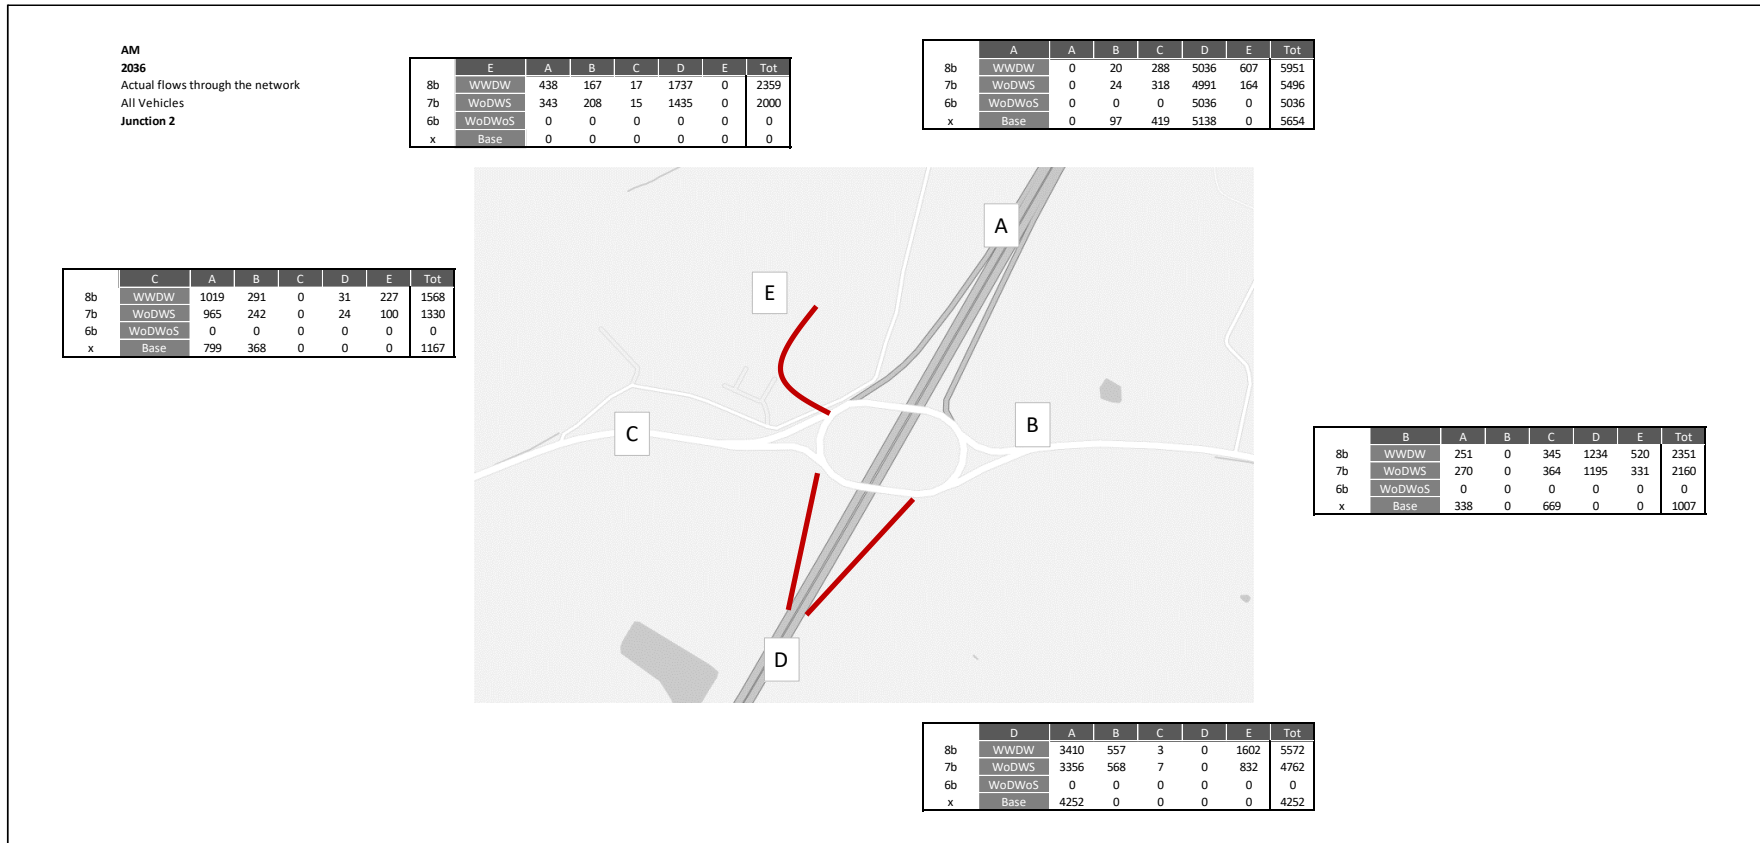 AM
2036
Actual flows through the network
All Vehicles
Junction 2
E A B C D E Tot
8b WWDW 438 167 17 1737 0 2359
7b WoDWS 343 208 15 1435 0 2000
6b WoDWoS 0 0 0 0 0 0
x Base 0 0 0 0 0 0
A A B C D E Tot
8b WWDW 0 20 288 5036 607 5951
7b WoDWS 0 24 318 4991 164 5496
6b WoDWoS 0 0 0 5036 0 5036
x Base 0 97 419 5138 0 5654
A
E
C A B C D E Tot
8b WWDW 1019 291 0 31 227 1568
7b WoDWS 965 242 0 24 100 1330
6b WoDWoS 0 0 0 0 0 0
x Base 799 368 0 0 0 1167
C
B
B A B C D E Tot
8b WWDW 251 0 345 1234 520 2351
7b WoDWS 270 0 364 1195 331 2160
6b WoDWoS 0 0 0 0 0 0
x Base 338 0 669 0 0 1007
D
D A B C D E Tot
8b WWDW 3410 557 3 0 1602 5572
7b WoDWS 3356 568 7 0 832 4762
6b WoDWoS 0 0 0 0 0 0
x Base 4252 0 0 0 0 4252